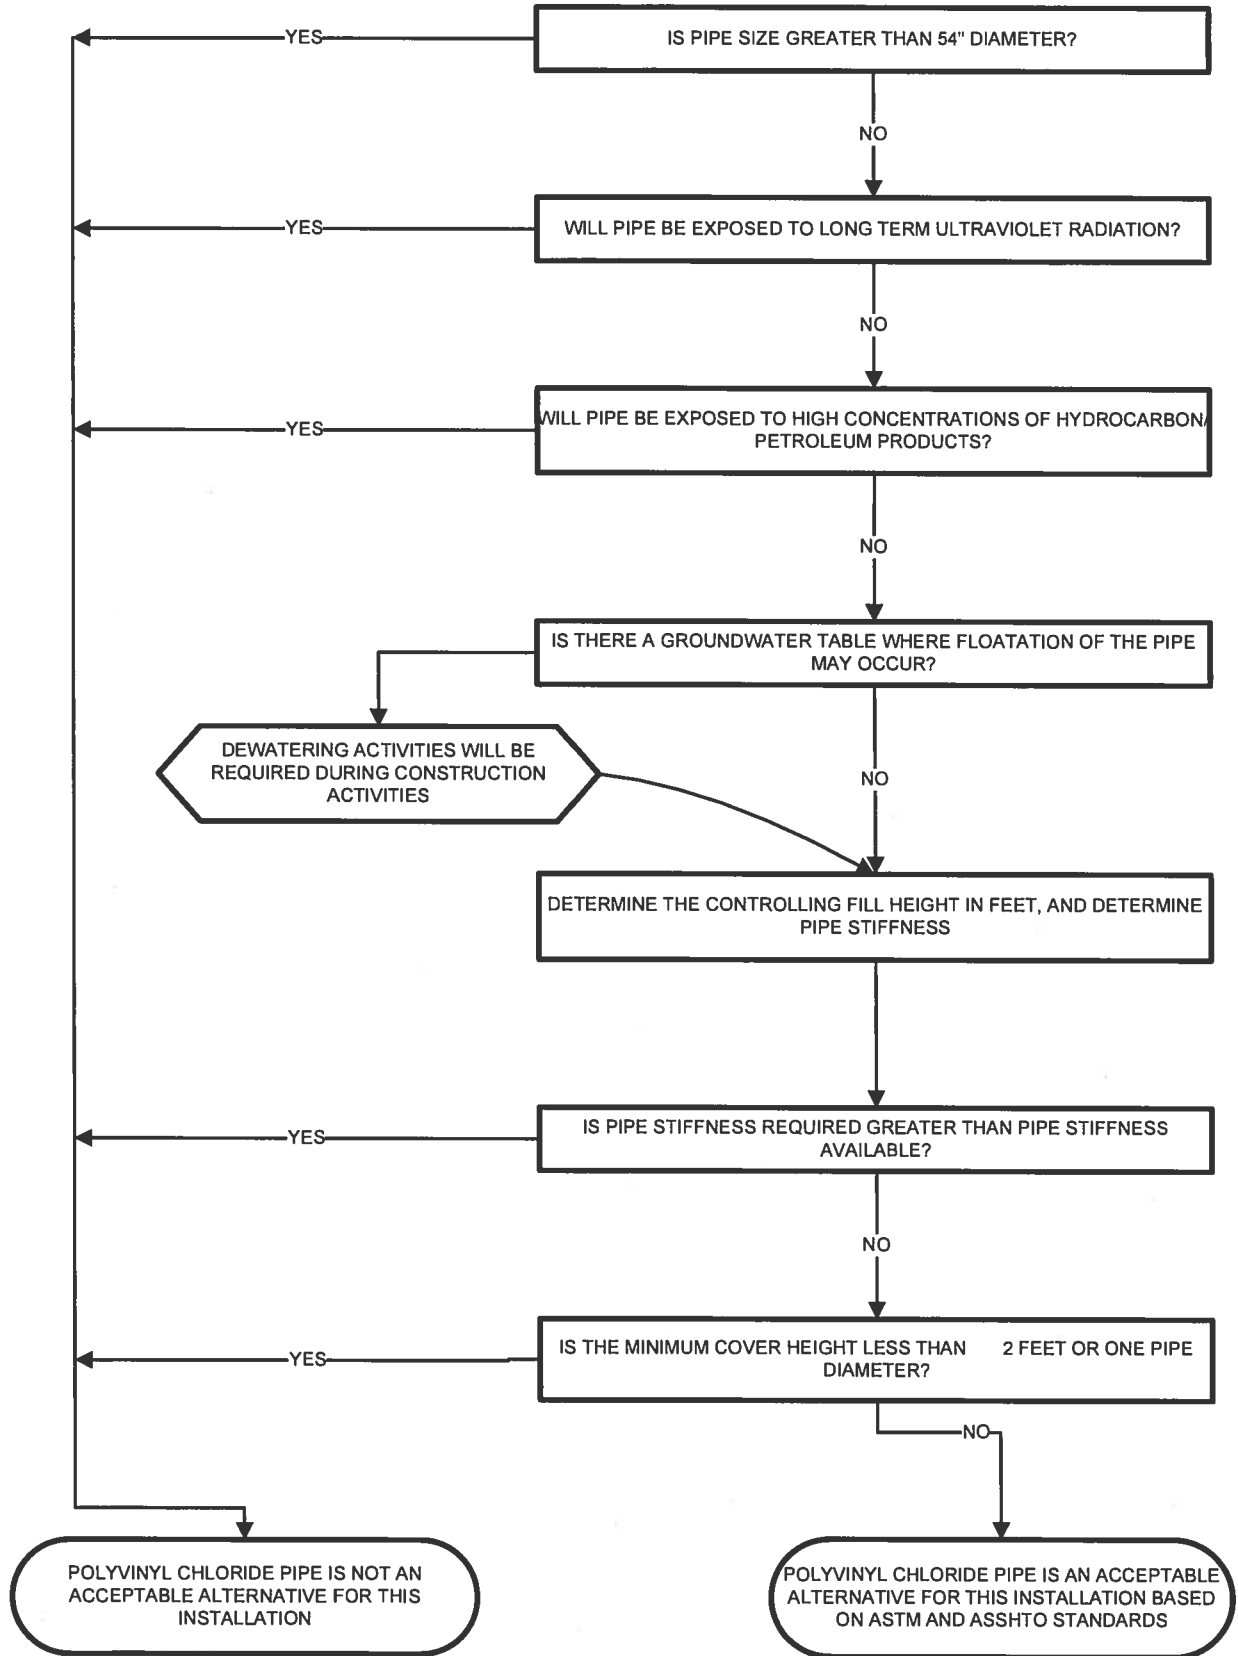 YES
IS PIPE SIZE GREATER THAN 54" DIAMETER?
NO
YES
WILL PIPE BE EXPOSED TO LONG TERM ULTRAVIOLET RADIATION?
NO
YES
WILL PIPE BE EXPOSED TO HIGH CONCENTRATIONS OF HYDROCARBON/
PETROLEUM PRODUCTS?
NO
IS THERE A GROUNDWATER TABLE WHERE FLOATATION OF THE PIPE
MAY OCCUR?
DEWATERING ACTIVITIES WILL BE
REQUIRED DURING CONSTRUCTION
ACTIVITIES
NO
DETERMINE THE CONTROLLING FILL HEIGHT IN FEET, AND DETERMINE
PIPE STIFFNESS
YES
IS PIPE STIFFNESS REQUIRED GREATER THAN PIPE STIFFNESS
AVAILABLE?
NO
YES
IS THE MINIMUM COVER HEIGHT LESS THAN 2 FEET OR ONE PIPE
DIAMETER?
NO
POLYVINYL CHLORIDE PIPE IS NOT AN
ACCEPTABLE ALTERNATIVE FOR THIS
INSTALLATION
POLYVINYL CHLORIDE PIPE IS AN ACCEPTABLE
ALTERNATIVE FOR THIS INSTALLATION BASED
ON ASTM AND ASSHTO STANDARDS